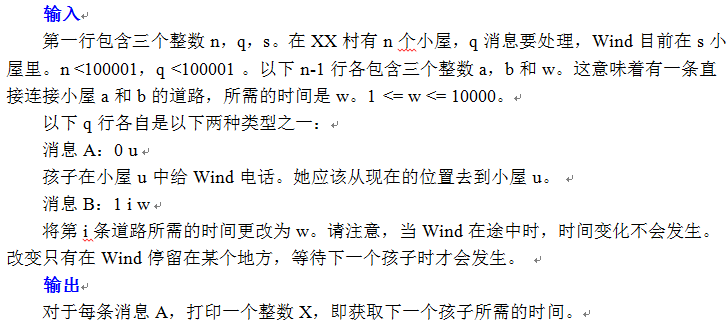 输入
第一行包含三个整数 n，q，s。在 XX 村有 n 个小屋，q 消息要处理，Wind 目前在 s 小
屋里。n <100001，q <100001 。以下 n-1 行各包含三个整数 a，b 和 w。这意味着有一条直
接连接小屋 a 和 b 的道路，所需的时间是 w。1 <= w <= 10000。
以下 q 行各自是以下两种类型之一：
消息 A：0 u
孩子在小屋 u 中给 Wind 电话。她应该从现在的位置去到小屋 u。
消息 B：1 i w
将第 i 条道路所需的时间更改为 w。请注意，当 Wind 在途中时，时间变化不会发生。
改变只有在 Wind 停留在某个地方，等待下一个孩子时才会发生。
输出
对于每条消息 A，打印一个整数 X，即获取下一个孩子所需的时间。